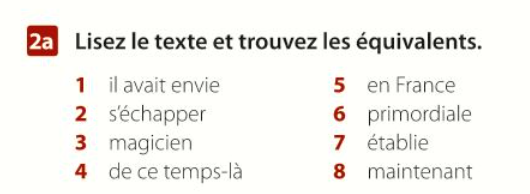 2a Lisez le texte et trouvez les équivalents.
1 il avait envie
2 s'échapper
3 magicien
4 de ce temps-là
5 en France
6 primordiale
7 établie
8 maintenant